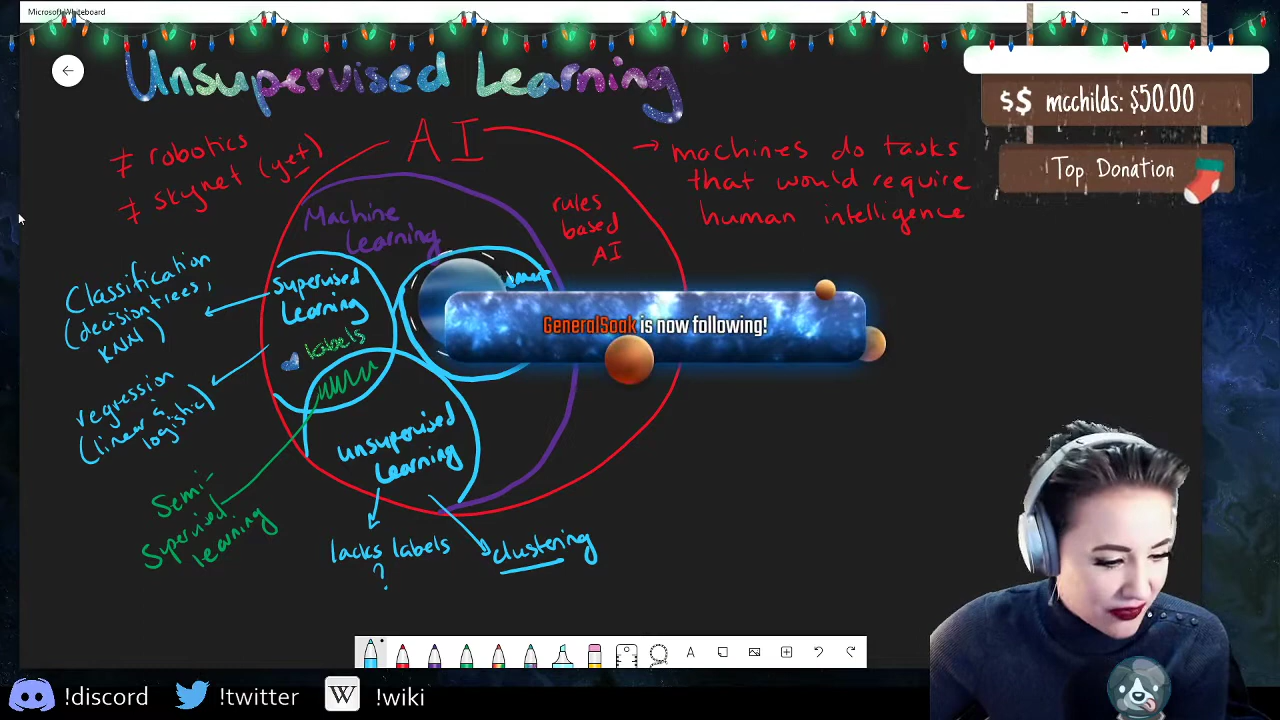 Microsoft Whiteboard
Unsupervised Learning
$$ mcchilds: $50.00
Top Donation
≠ robotics
≠ skynet (yet)
AI
→ machines do tasks
that would require
human intelligence
rules
based
AI
Machine
Learning
Supervised
Learning
labels
Classification
(decision trees,
KNN)
regression
(linear &
logistic)
GeneralSoak is now following!
unsupervised
Learning
Semi-
Supervised
learning
lacks labels
?
clustering
A
!discord
!twitter
W !wiki